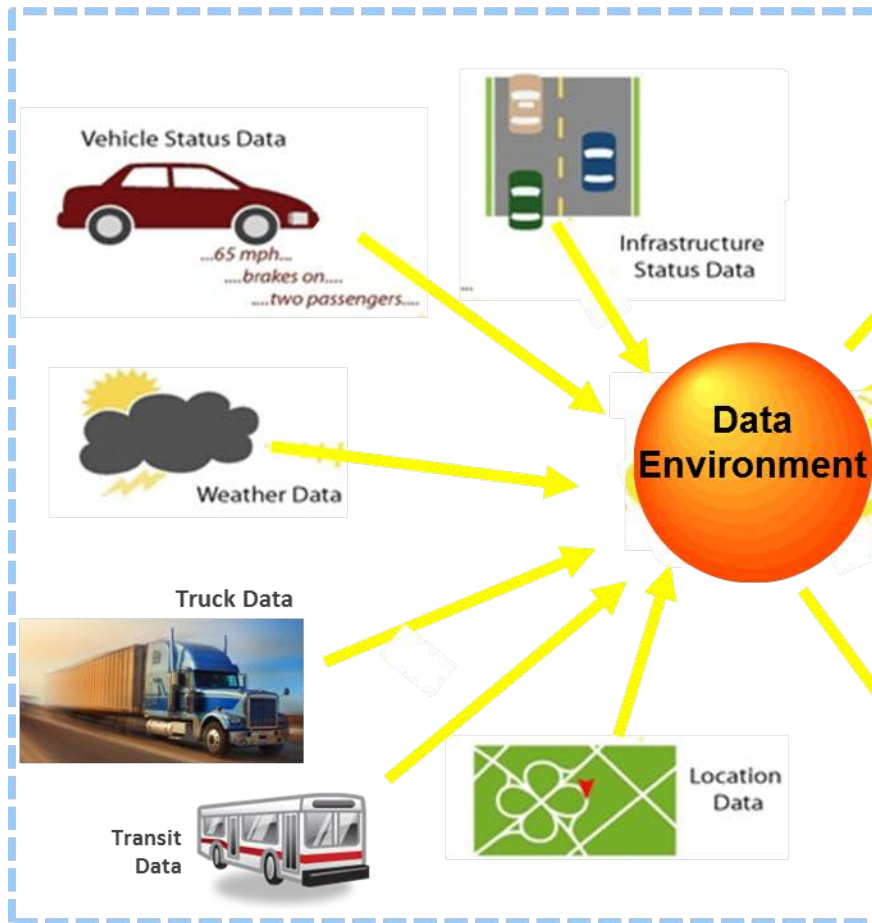 Vehicle Status Data
...65 mph...
....brakes on....
....two passengers....
Infrastructure
Status Data
...
Data
Environment
Weather Data
Truck Data
Location
Data
Transit
Data